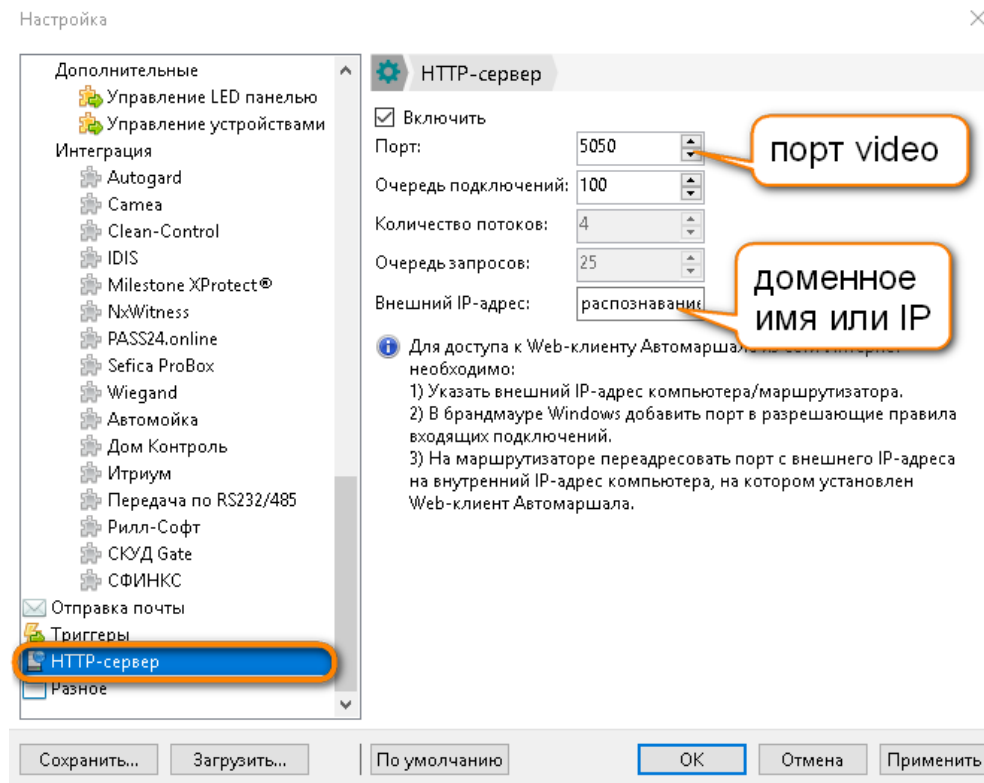 Настройка
Дополнительные
Управление LED панелью
Управление устройствами
Интеграция
Autogard
Camea
Clean-Control
IDIS
Milestone XProtect®
NxWitness
PASS24.online
Sefica ProBox
Wiegand
Автомойка
Дом Контроль
Итриум
Передача по RS232/485
Рилл-Софт
СКУД Gate
СФИНКС
Отправка почты
Триггеры
HTTP-сервер
Разное
HTTP-сервер
Включить
Порт: 5050
порт video
Очередь подключений: 100
Количество потоков: 4
Очередь запросов: 25
Внешний IP-адрес: распознавание
доменное
имя или IP
Для доступа к Web-клиенту Автомаршала
необходимо:
1) Указать внешний IP-адрес компьютера/маршрутизатора.
2) В брандмауре Windows добавить порт в разрешающие правила
входящих подключений.
3) На маршрутизаторе переадресовать порт с внешнего IP-адреса
на внутренний IP-адрес компьютера, на котором установлен
Web-клиент Автомаршала.
Сохранить... Загрузить... По умолчанию OK Отмена Применить